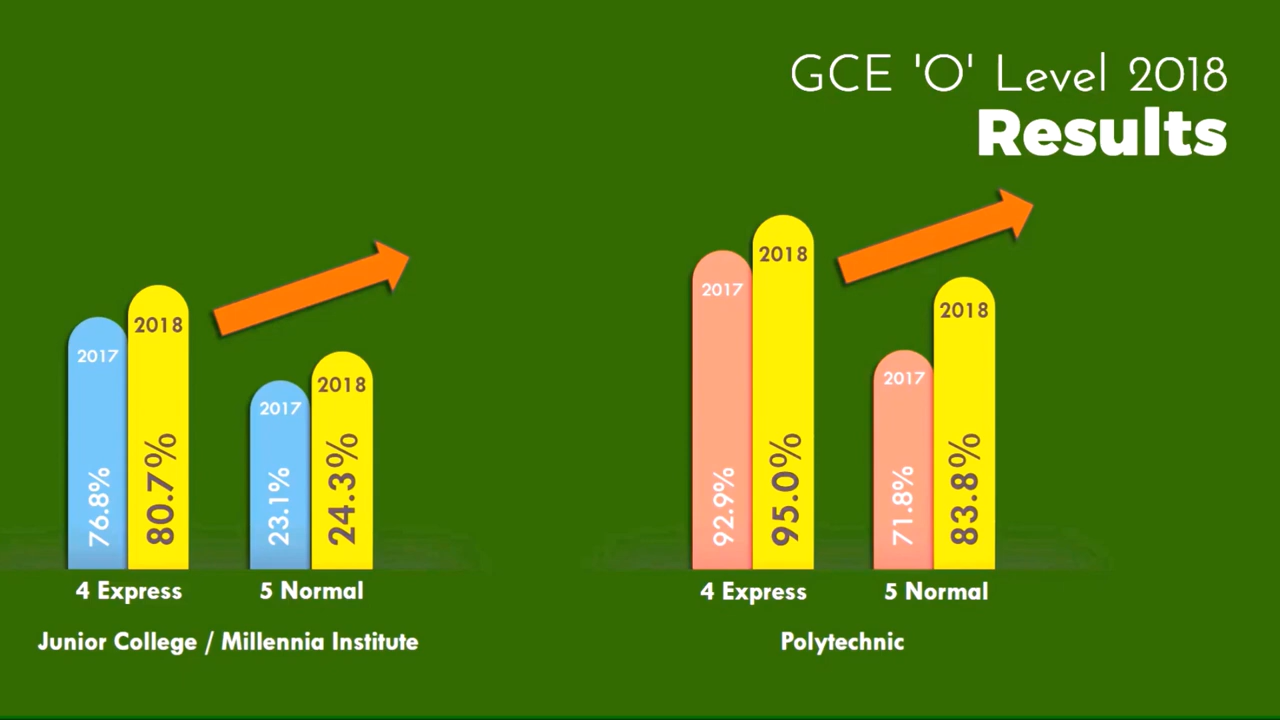 GCE 'O' Level 2018
Results
2017
76.8%
2018
80.7%
2017
23.1%
2018
24.3%
4 Express
5 Normal
Junior College / Millennia Institute
2017
92.9%
2018
95.0%
2017
71.8%
2018
83.8%
4 Express
5 Normal
Polytechnic